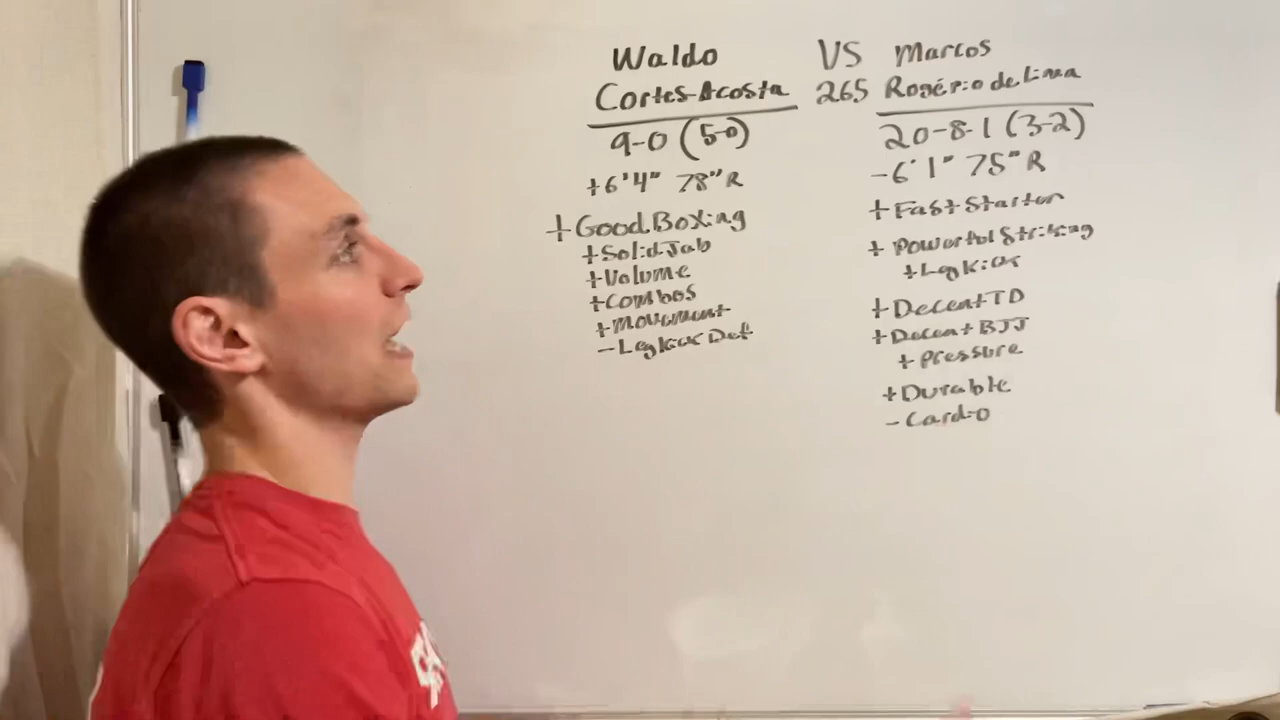 Waldo VS Marcos
Cortes-Acosta 265 Rogério de Lima
9-0 (5-0)
+6'4" 78" R
+Good Boxing
+Solid Jab
+Volume
+Combos
+Movement
-Leg Kick Def
20-8-1 (3-2)
-6'1" 75" R
+Fast Starter
+Powerful Striking
+Leg Kick
+Decent TD
+Decent BJJ
+Pressure
+Durable
-Cardio